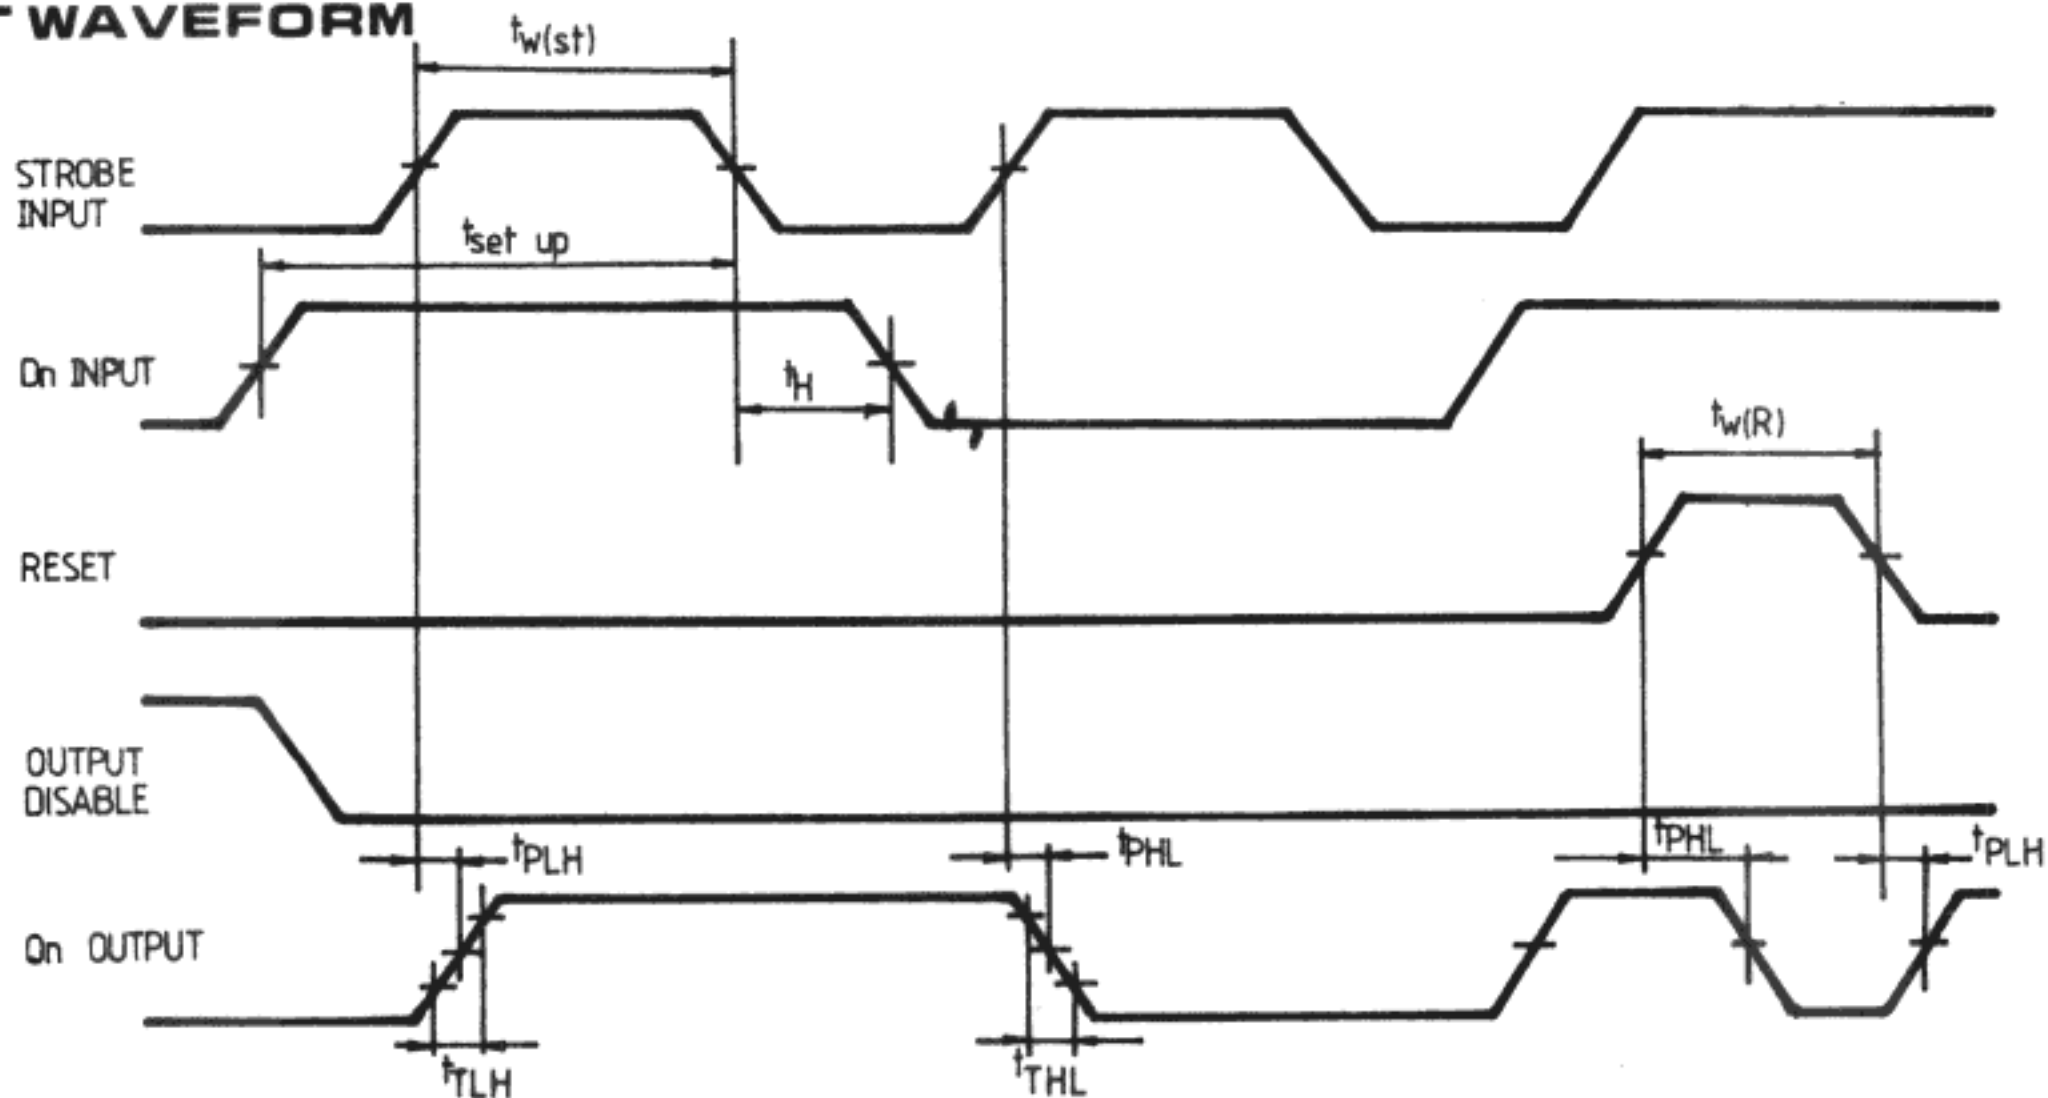 WAVEFORM
tw(st)
STROBE
INPUT
tset up
Dn INPUT
tH
tw(R)
RESET
OUTPUT
DISABLE
tPLH
tPHL
tPHL
tPLH
Qn OUTPUT
tTLH
tTHL